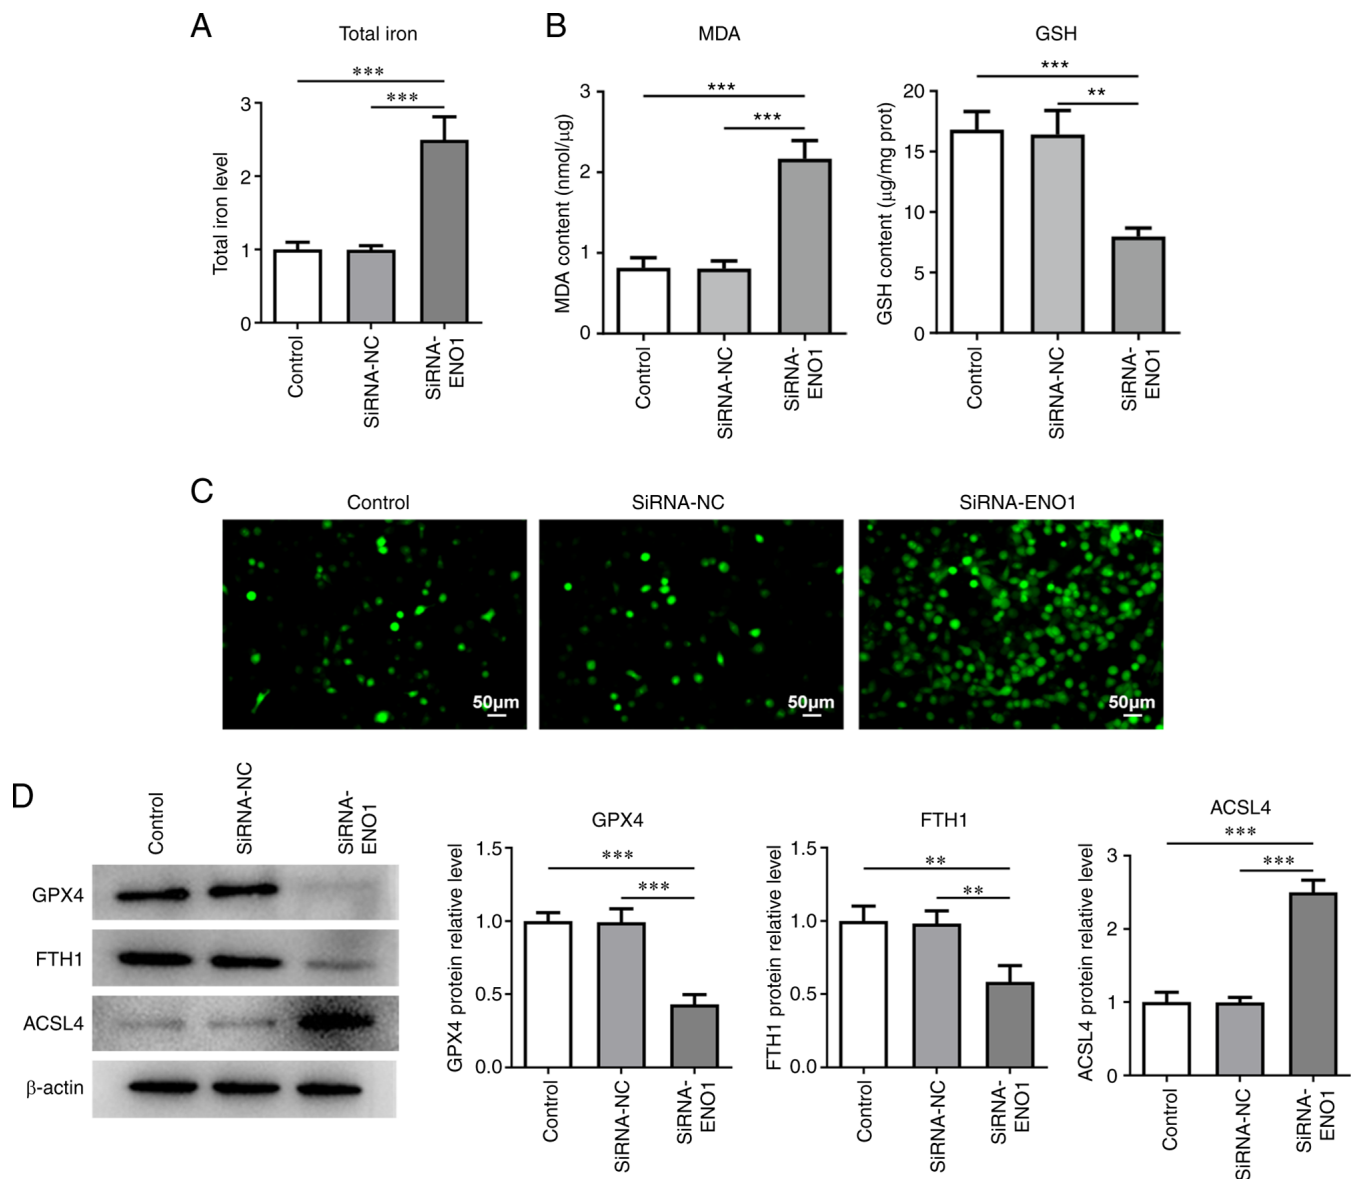 A
Total iron
***
***
Total iron level
3
2
1
0
Control
SiRNA-NC
SiRNA-
ENO1
B
MDA
***
***
MDA content (nmol/μg)
3
2
1
0
Control
SiRNA-NC
SiRNA-
ENO1
GSH
***
**
GSH content (μg/mg prot)
20
15
10
5
0
Control
SiRNA-NC
SiRNA-
ENO1
C
Control
SiRNA-NC
SiRNA-ENO1
50μm
50μm
50μm
D
Control
SiRNA-NC
SiRNA-
ENO1
GPX4
FTH1
ACSL4
β-actin
GPX4
***
***
GPX4 protein relative level
1.5
1.0
0.5
0.0
Control
SiRNA-NC
SiRNA-
ENO1
FTH1
**
**
FTH1 protein relative level
1.5
1.0
0.5
0.0
Control
SiRNA-NC
SiRNA-
ENO1
ACSL4
***
***
ACSL4 protein relative level
3
2
1
0
Control
SiRNA-NC
SiRNA-
ENO1